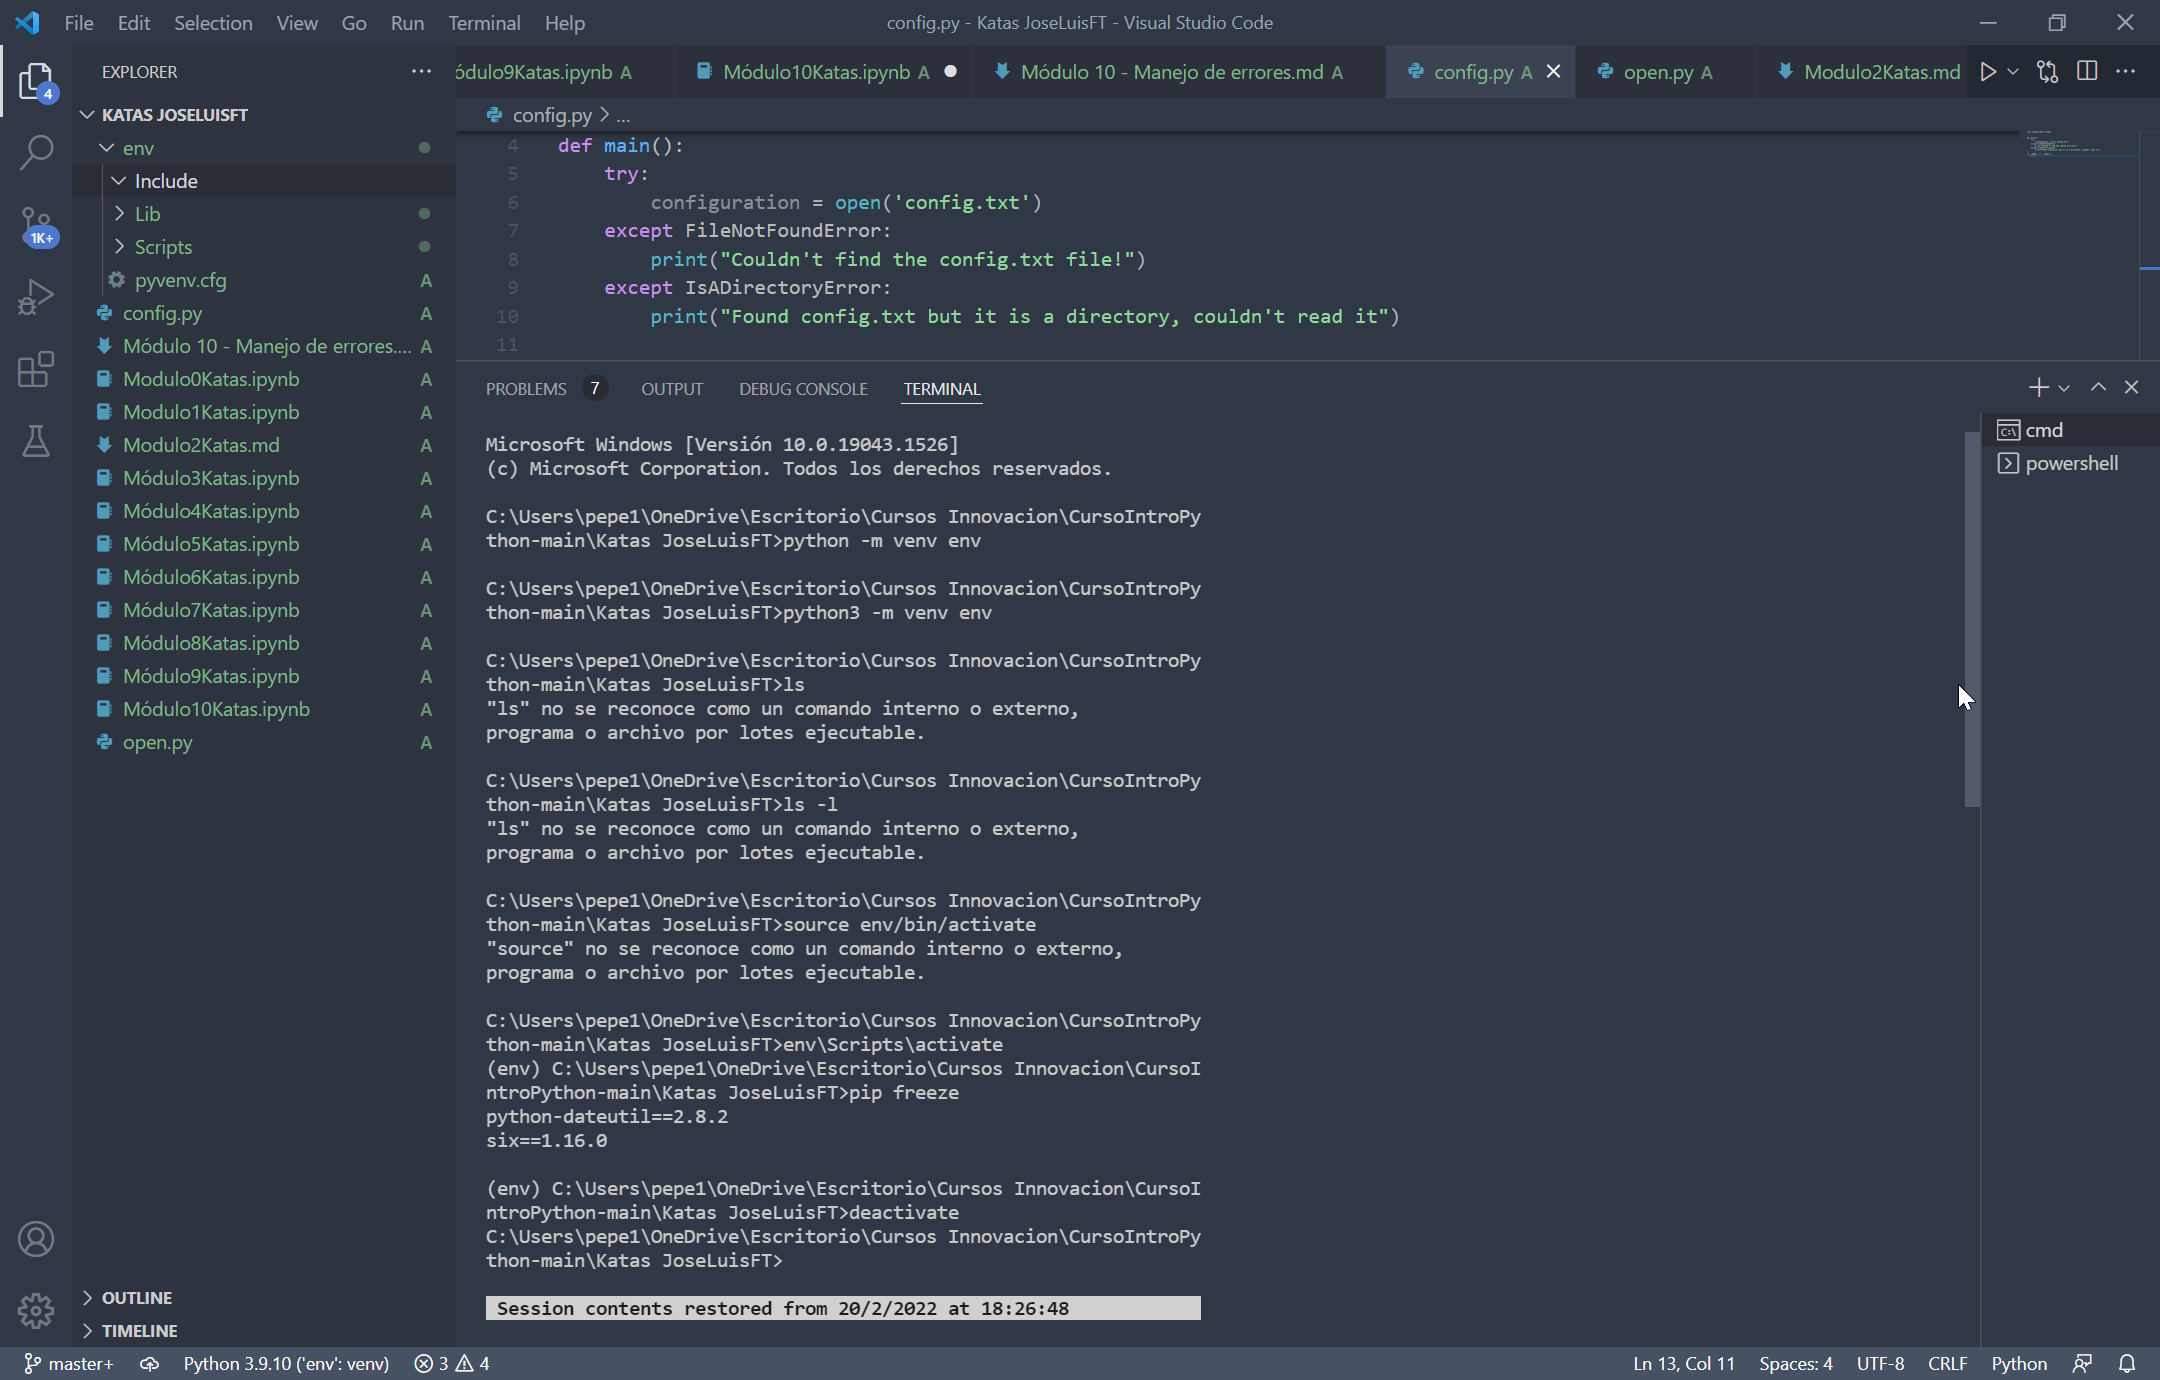 File Edit Selection View Go Run Terminal Help
config.py - Katas JoseLuisFT - Visual Studio Code
EXPLORER
ódulo9Katas.ipynb A
Módulo10Katas.ipynb A
Módulo 10 - Manejo de errores.md A
config.py A
open.py A
Modulo2Katas.md
4
1K+
KATAS JOSELUISFT
env
Include
Lib
Scripts
pyvenv.cfg A
config.py A
Módulo 10 - Manejo de errores.... A
Modulo0Katas.ipynb A
Modulo1Katas.ipynb A
Modulo2Katas.md A
Módulo3Katas.ipynb A
Módulo4Katas.ipynb A
Módulo5Katas.ipynb A
Módulo6Katas.ipynb A
Módulo7Katas.ipynb A
Módulo8Katas.ipynb A
Módulo9Katas.ipynb A
Módulo10Katas.ipynb A
open.py A
OUTLINE
TIMELINE
config.py > ...
4 def main():
5 try:
6 configuration = open('config.txt')
7 except FileNotFoundError:
8 print("Couldn't find the config.txt file!")
9 except IsADirectoryError:
10 print("Found config.txt but it is a directory, couldn't read it")
11
PROBLEMS 7 OUTPUT DEBUG CONSOLE TERMINAL
cmd
powershell
Microsoft Windows [Versión 10.0.19043.1526]
(c) Microsoft Corporation. Todos los derechos reservados.
C:\Users\pepe1\OneDrive\Escritorio\Cursos Innovacion\CursoIntroPy
thon-main\Katas JoseLuisFT>python -m venv env
C:\Users\pepe1\OneDrive\Escritorio\Cursos Innovacion\CursoIntroPy
thon-main\Katas JoseLuisFT>python3 -m venv env
C:\Users\pepe1\OneDrive\Escritorio\Cursos Innovacion\CursoIntroPy
thon-main\Katas JoseLuisFT>ls
"ls" no se reconoce como un comando interno o externo,
programa o archivo por lotes ejecutable.
C:\Users\pepe1\OneDrive\Escritorio\Cursos Innovacion\CursoIntroPy
thon-main\Katas JoseLuisFT>ls -l
"ls" no se reconoce como un comando interno o externo,
programa o archivo por lotes ejecutable.
C:\Users\pepe1\OneDrive\Escritorio\Cursos Innovacion\CursoIntroPy
thon-main\Katas JoseLuisFT>source env/bin/activate
"source" no se reconoce como un comando interno o externo,
programa o archivo por lotes ejecutable.
C:\Users\pepe1\OneDrive\Escritorio\Cursos Innovacion\CursoIntroPy
thon-main\Katas JoseLuisFT>env\Scripts\activate
(env) C:\Users\pepe1\OneDrive\Escritorio\Cursos Innovacion\CursoI
ntroPython-main\Katas JoseLuisFT>pip freeze
python-dateutil==2.8.2
six==1.16.0
(env) C:\Users\pepe1\OneDrive\Escritorio\Cursos Innovacion\CursoI
ntroPython-main\Katas JoseLuisFT>deactivate
C:\Users\pepe1\OneDrive\Escritorio\Cursos Innovacion\CursoIntroPy
thon-main\Katas JoseLuisFT>
Session contents restored from 20/2/2022 at 18:26:48
master+ Python 3.9.10 ('env': venv) 3 4
Ln 13, Col 11 Spaces: 4 UTF-8 CRLF Python